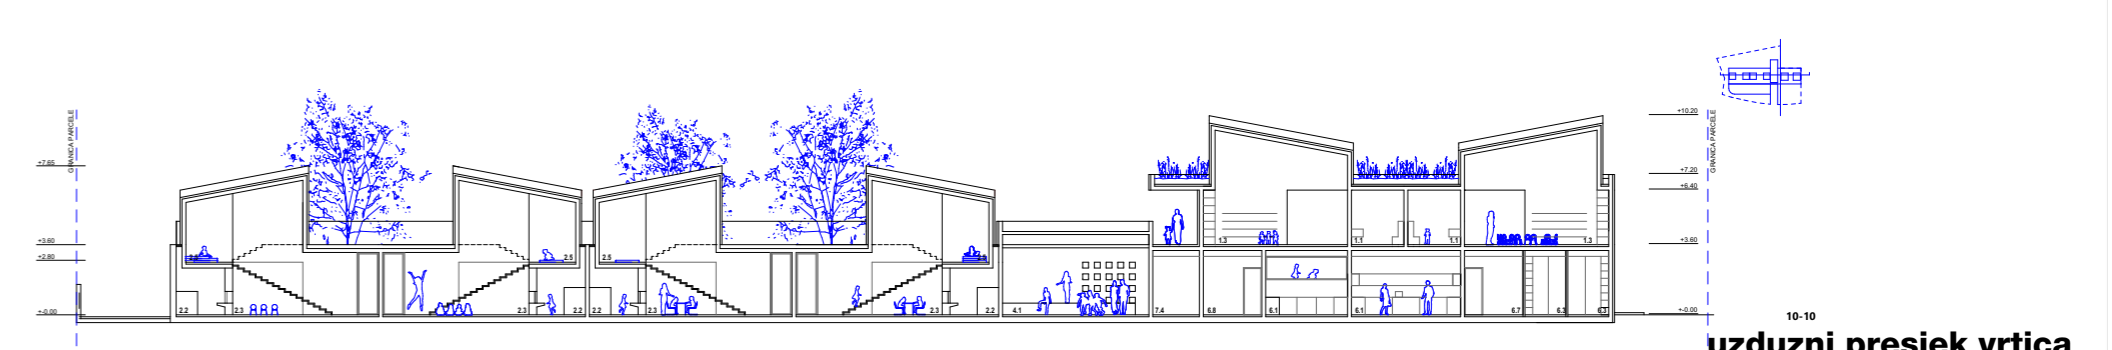 GRANICA PARCELE
+7.65
+3.60
+2.80
+-0.00
2.2 2.3 2.3 2.5 2.2
2.5 2.2 2.3 2.3 2.2
4.1 7.4 6.8 6.1 6.1 6.7 6.3 6.3
1.3 1.1 1.1 1.3
+10.20
+7.20
+6.40
+3.60
+-0.00
GRANICA PARCELE
10-10
uzduzni presjek vrtica